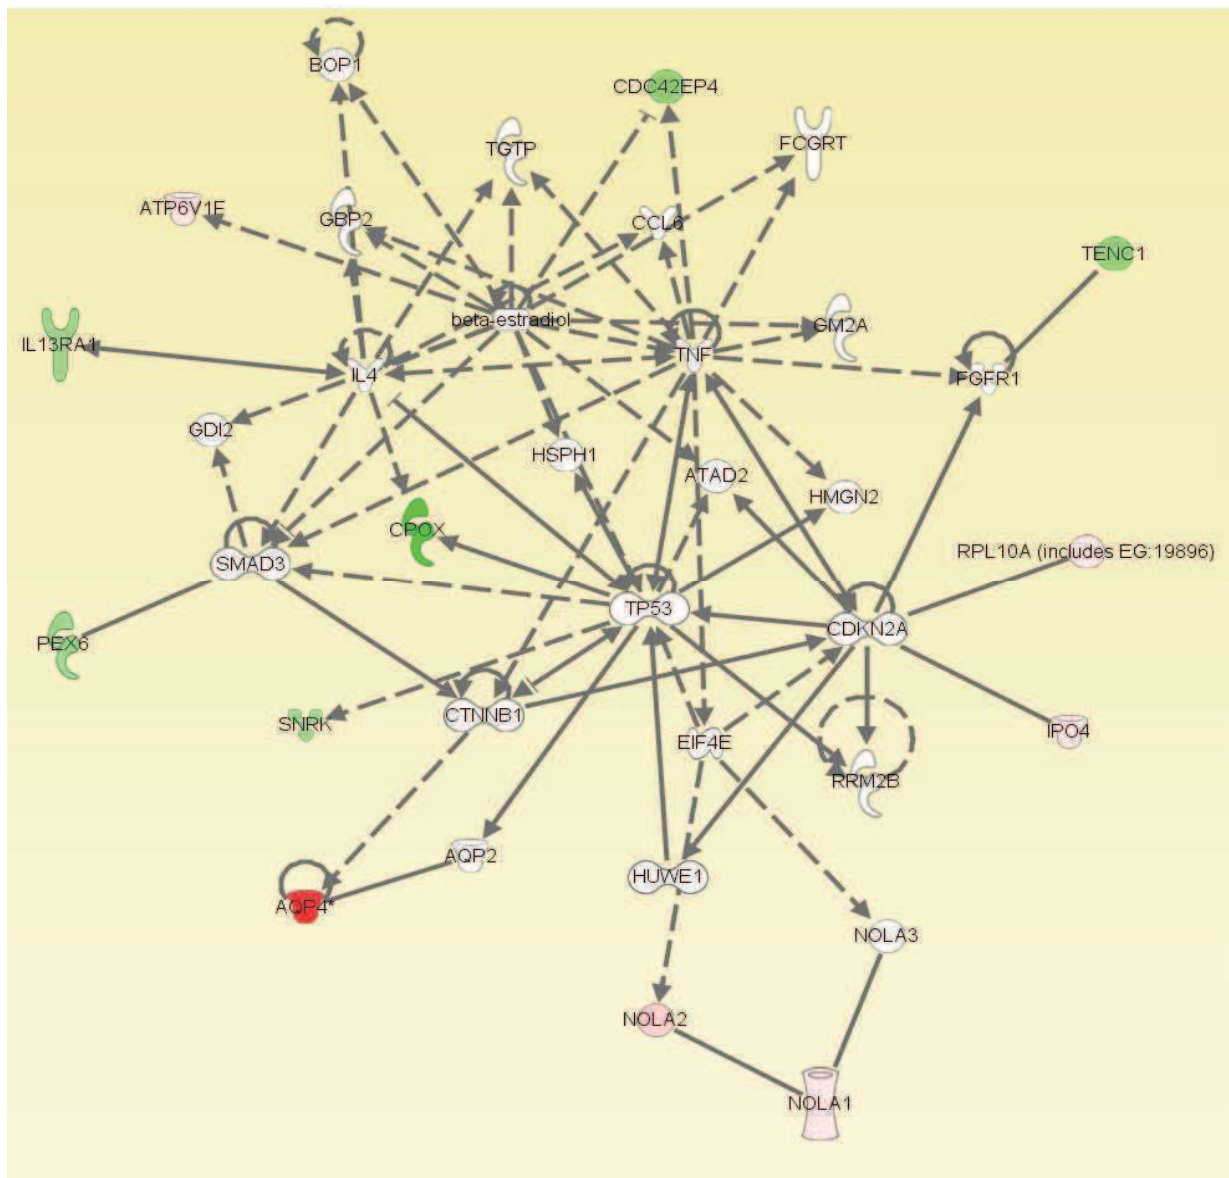 BOP1
CDC42EP4
TGTP
FCGRT
ATP6V1F
GBP2
CCL6
TENC1
beta-estradiol
GM2A
IL13RA1
TNF
IL4
FGFR1
GDI2
HSPH1
ATAD2
HMGN2
CPOX
SMAD3
RPL10A (includes EG:19896)
TP53
CDKN2A
PEX6
SNRK
CTNNB1
EIF4E
IPO4
RRM2B
AQP2
HUWE1
AQP4*
NOLA3
NOLA2
NOLA1